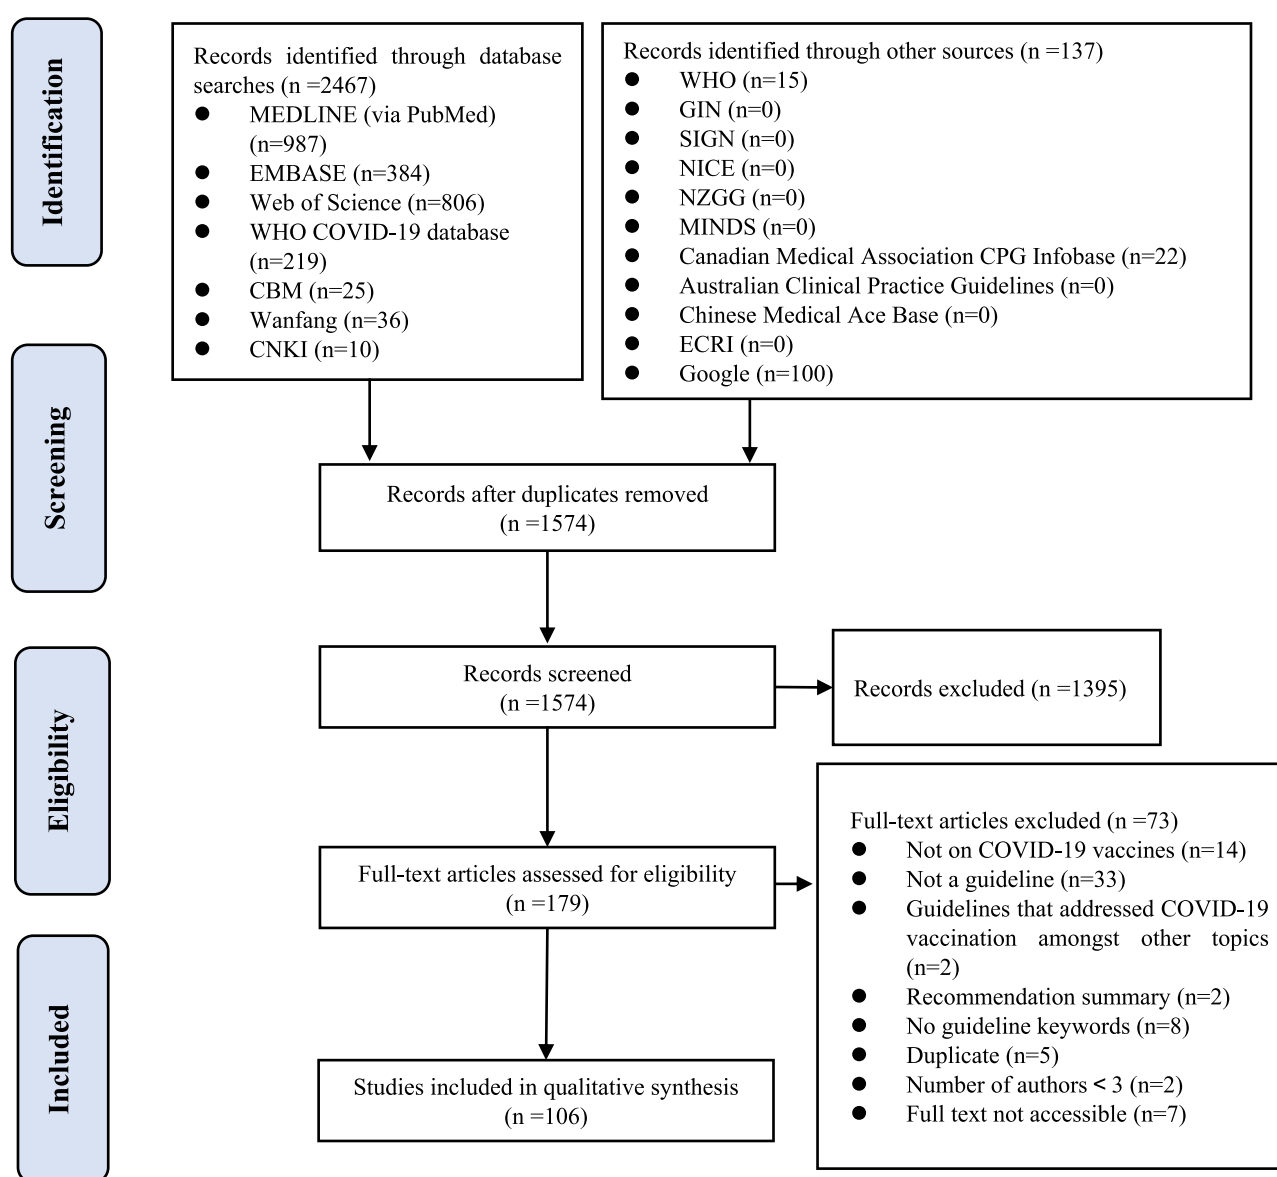 Identification
Records identified through database
searches (n =2467)
● MEDLINE (via PubMed)
(n=987)
● EMBASE (n=384)
● Web of Science (n=806)
● WHO COVID-19 database
(n=219)
● CBM (n=25)
● Wanfang (n=36)
● CNKI (n=10)
Records identified through other sources (n =137)
● WHO (n=15)
● GIN (n=0)
● SIGN (n=0)
● NICE (n=0)
● NZGG (n=0)
● MINDS (n=0)
● Canadian Medical Association CPG Infobase (n=22)
● Australian Clinical Practice Guidelines (n=0)
● Chinese Medical Ace Base (n=0)
● ECRI (n=0)
● Google (n=100)
Screening
Records after duplicates removed
(n =1574)
Records screened
(n =1574)
Records excluded (n =1395)
Eligibility
Full-text articles assessed for eligibility
(n =179)
Full-text articles excluded (n =73)
● Not on COVID-19 vaccines (n=14)
● Not a guideline (n=33)
● Guidelines that addressed COVID-19
vaccination amongst other topics
(n=2)
● Recommendation summary (n=2)
● No guideline keywords (n=8)
● Duplicate (n=5)
● Number of authors < 3 (n=2)
● Full text not accessible (n=7)
Included
Studies included in qualitative synthesis
(n =106)